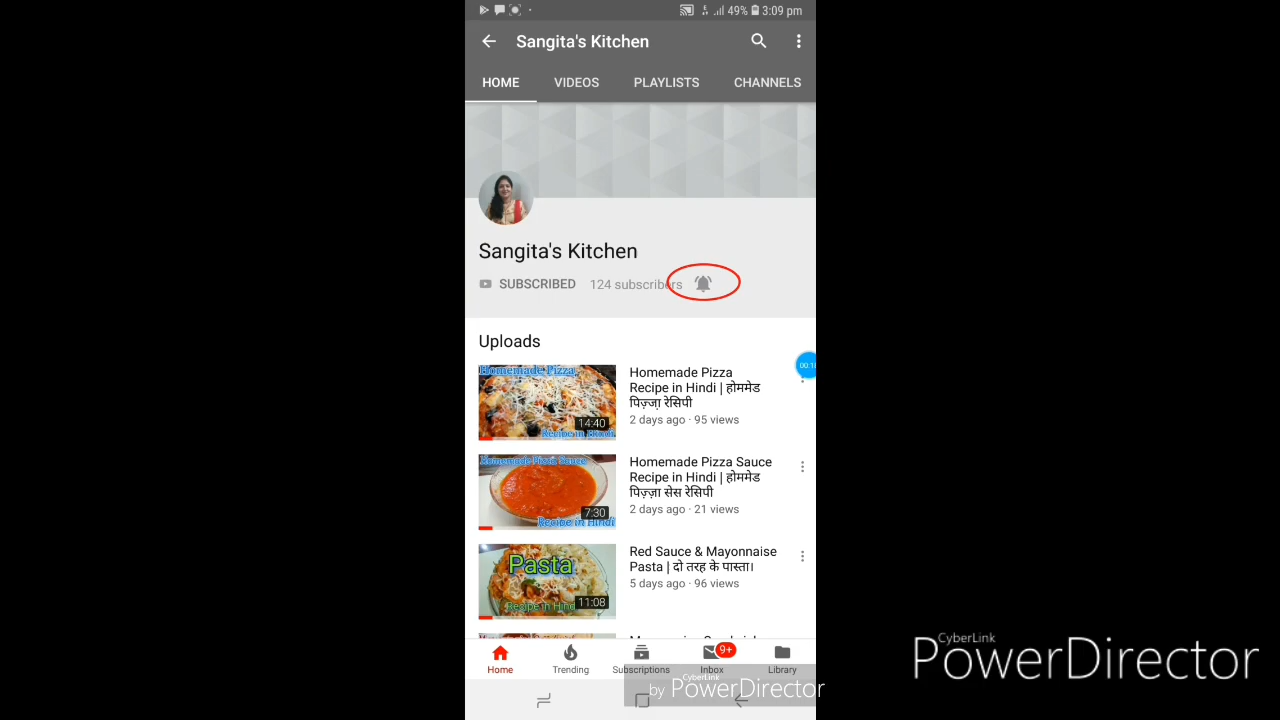 49% 3:09 pm
Sangita's Kitchen
HOME VIDEOS PLAYLISTS CHANNELS
Sangita's Kitchen
SUBSCRIBED 124 subscribers
Uploads
Homemade Pizza
Recipe in Hindi
14:40
Homemade Pizza
Recipe in Hindi | होममेड
पिज़्ज़ा रेसिपी
2 days ago · 95 views
Homemade Pizza Sauce
Recipe in Hindi
7:30
Homemade Pizza Sauce
Recipe in Hindi | होममेड
पिज़्ज़ा सेस रेसिपी
2 days ago · 21 views
Pasta
Recipe in Hind
11:08
Red Sauce & Mayonnaise
Pasta | दो तरह के पास्ता।
5 days ago · 96 views
9+
Home Trending Subscriptions Inbox Library
CyberLink
by PowerDirector
CyberLink
PowerDirector